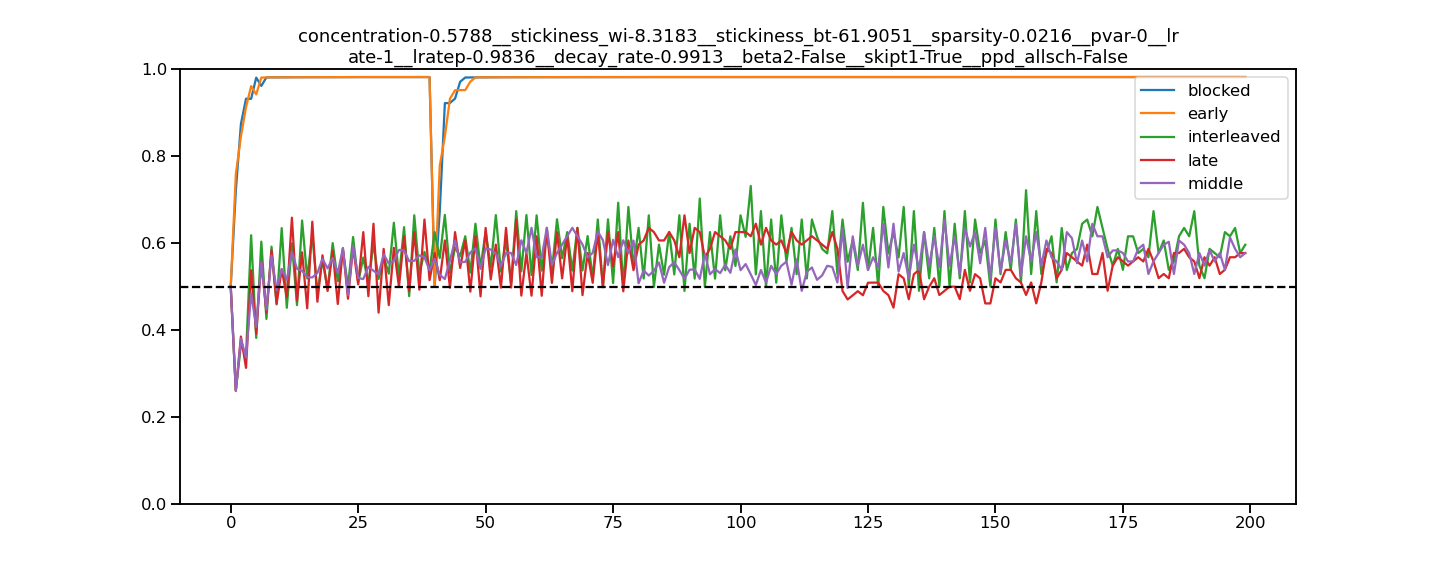 concentration-0.5788__stickiness_wi-8.3183__stickiness_bt-61.9051__sparsity-0.0216__pvar-0__lr
ate-1__lratep-0.9836__decay_rate-0.9913__beta2-False__skipt1-True__ppd_allsch-False
1.0
0.8
0.6
0.4
0.2
0.0
blocked
early
interleaved
late
middle
0 25 50 75 100 125 150 175 200